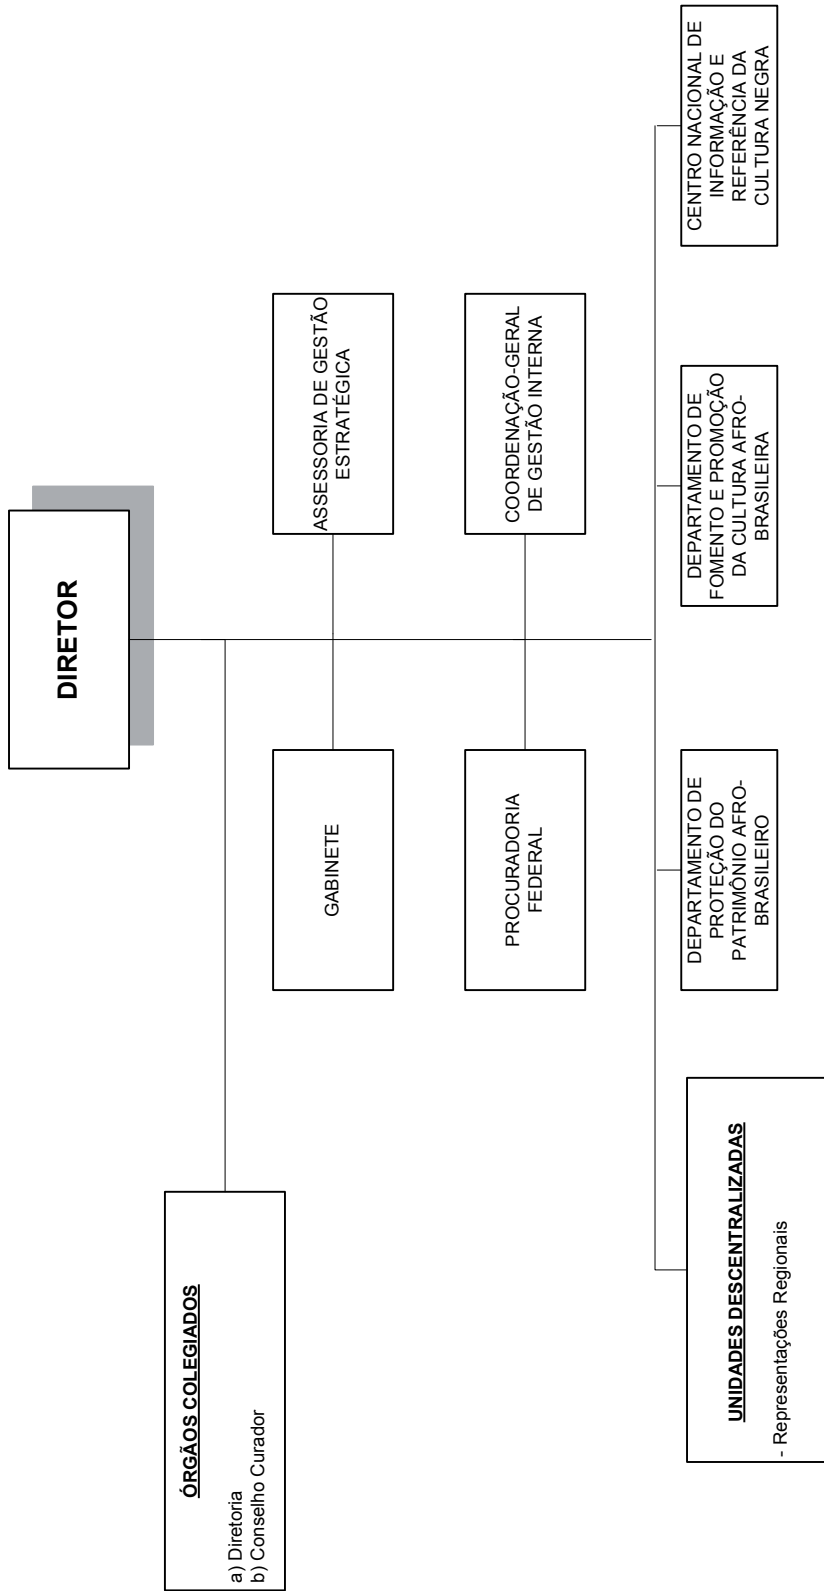 DIRETOR
ÓRGÃOS COLEGIADOS
a) Diretoria
b) Conselho Curador
GABINETE
ASSESSORIA DE GESTÃO
ESTRATÉGICA
PROCURADORIA
FEDERAL
COORDENAÇÃO-GERAL
DE GESTÃO INTERNA
UNIDADES DESCENTRALIZADAS
- Representações Regionais
DEPARTAMENTO DE
PROTEÇÃO DO
PATRIMÔNIO AFRO-
BRASILEIRO
DEPARTAMENTO DE
FOMENTO E PROMOÇÃO
DA CULTURA AFRO-
BRASILEIRA
CENTRO NACIONAL DE
INFORMAÇÃO E
REFERÊNCIA DA
CULTURA NEGRA